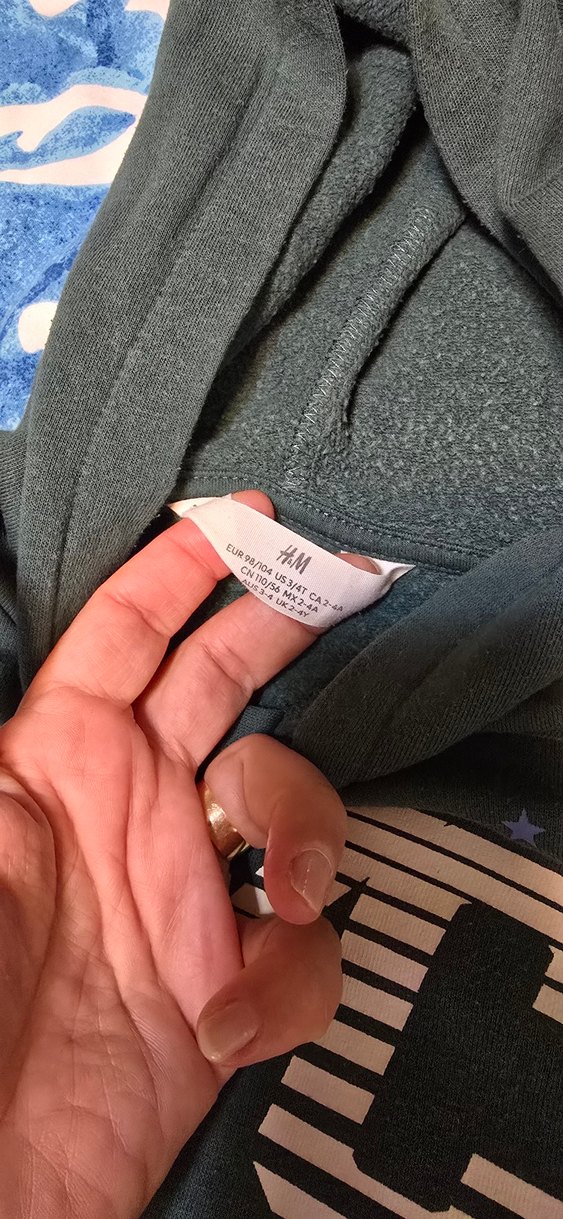 H&M
EUR 98/104 US 3/4T CA 2-4A
CN 110/56 MX 2-4A
AUS 3-4 UK 2-4Y